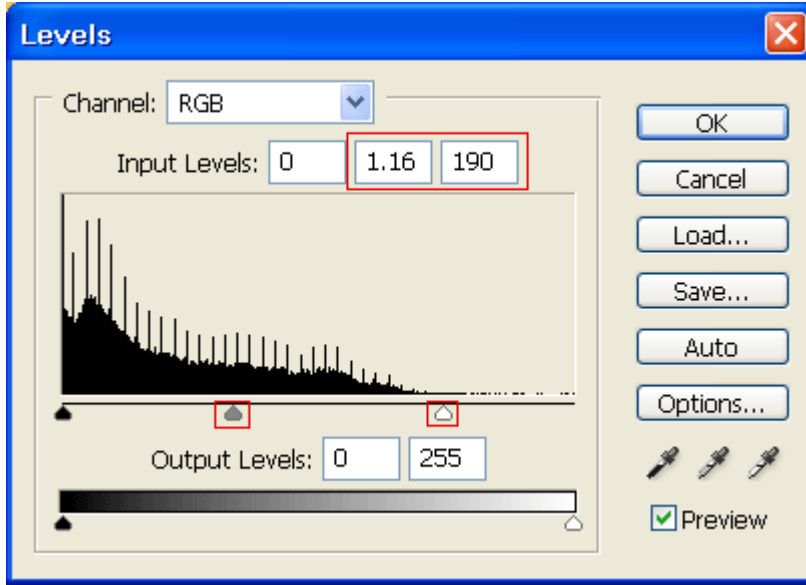 Levels
Channel: RGB
Input Levels: 0 1.16 190
Output Levels: 0 255
OK
Cancel
Load...
Save...
Auto
Options...
Preview